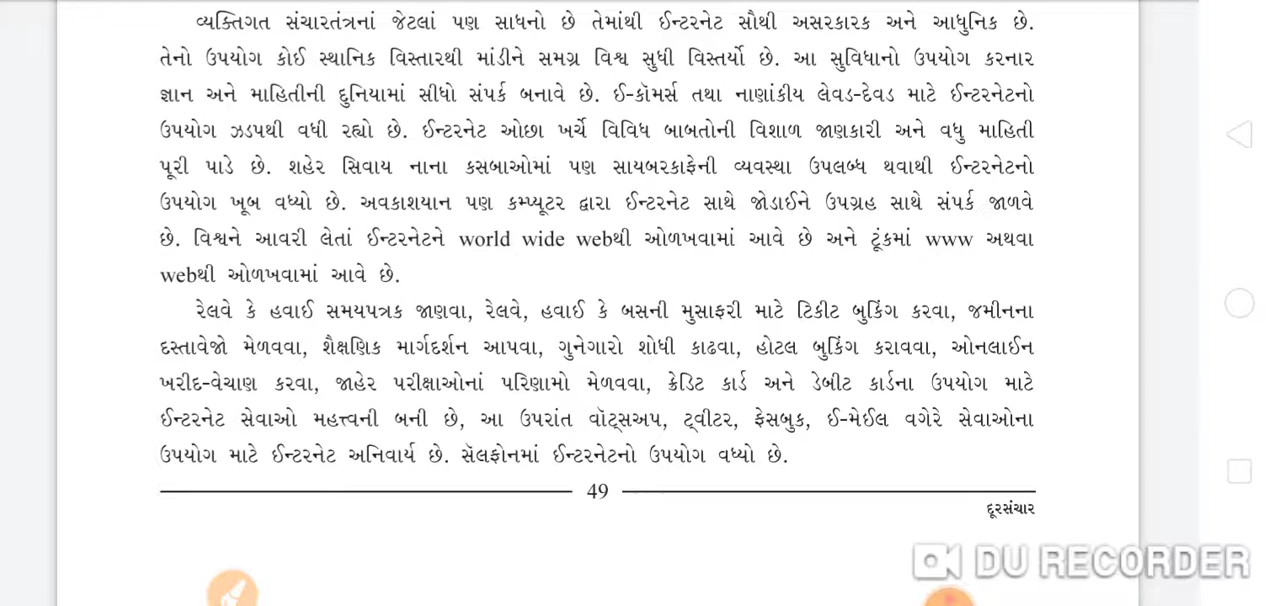 વ્યક્તિગત સંચારતંત્રનાં જેટલાં પણ સાધનો છે તેમાંથી ઈન્ટરનેટ સૌથી અસરકારક અને આધુનિક છે.
તેનો ઉપયોગ કોઈ સ્થાનિક વિસ્તારથી માંડીને સમગ્ર વિશ્વ સુધી વિસ્તર્યો છે. આ સુવિધાનો ઉપયોગ કરનાર
જ્ઞાન અને માહિતીની દુનિયામાં સીધો સંપર્ક બનાવે છે. ઈ-કૉમર્સ તથા નાણાંકીય લેવડ-દેવડ માટે ઈન્ટરનેટનો
ઉપયોગ ઝડપથી વધી રહ્યો છે. ઈન્ટરનેટ ઓછા ખર્ચે વિવિધ બાબતોની વિશાળ જાણકારી અને વધુ માહિતી
પૂરી પાડે છે. શહેર સિવાય નાના કસબાઓમાં પણ સાયબરકાફેની વ્યવસ્થા ઉપલબ્ધ થવાથી ઈન્ટરનેટનો
ઉપયોગ ખૂબ વધ્યો છે. અવકાશયાન પણ કમ્પ્યૂટર દ્વારા ઈન્ટરનેટ સાથે જોડાઈને ઉપગ્રહ સાથે સંપર્ક જાળવે
છે. વિશ્વને આવરી લેતાં ઈન્ટરનેટને world wide webથી ઓળખવામાં આવે છે અને ટૂંકમાં www અથવા
webથી ઓળખવામાં આવે છે.
રેલવે કે હવાઈ સમયપત્રક જાણવા, રેલવે, હવાઈ કે બસની મુસાફરી માટે ટિકીટ બુકિંગ કરવા, જમીનના
દસ્તાવેજો મેળવવા, શૈક્ષણિક માર્ગદર્શન આપવા, ગુનેગારો શોધી કાઢવા, હોટલ બુકિંગ કરાવવા, ઓનલાઈન
ખરીદ-વેચાણ કરવા, જાહેર પરીક્ષાઓનાં પરિણામો મેળવવા, ક્રેડિટ કાર્ડ અને ડેબીટ કાર્ડના ઉપયોગ માટે
ઈન્ટરનેટ સેવાઓ મહત્ત્વની બની છે, આ ઉપરાંત વૉટ્સઅપ, ટ્વીટર, ફેસબુક, ઈ-મેઈલ વગેરે સેવાઓના
ઉપયોગ માટે ઈન્ટરનેટ અનિવાર્ય છે. સૅલફોનમાં ઈન્ટરનેટનો ઉપયોગ વધ્યો છે.
49
દૂરસંચાર
DU RECORDER